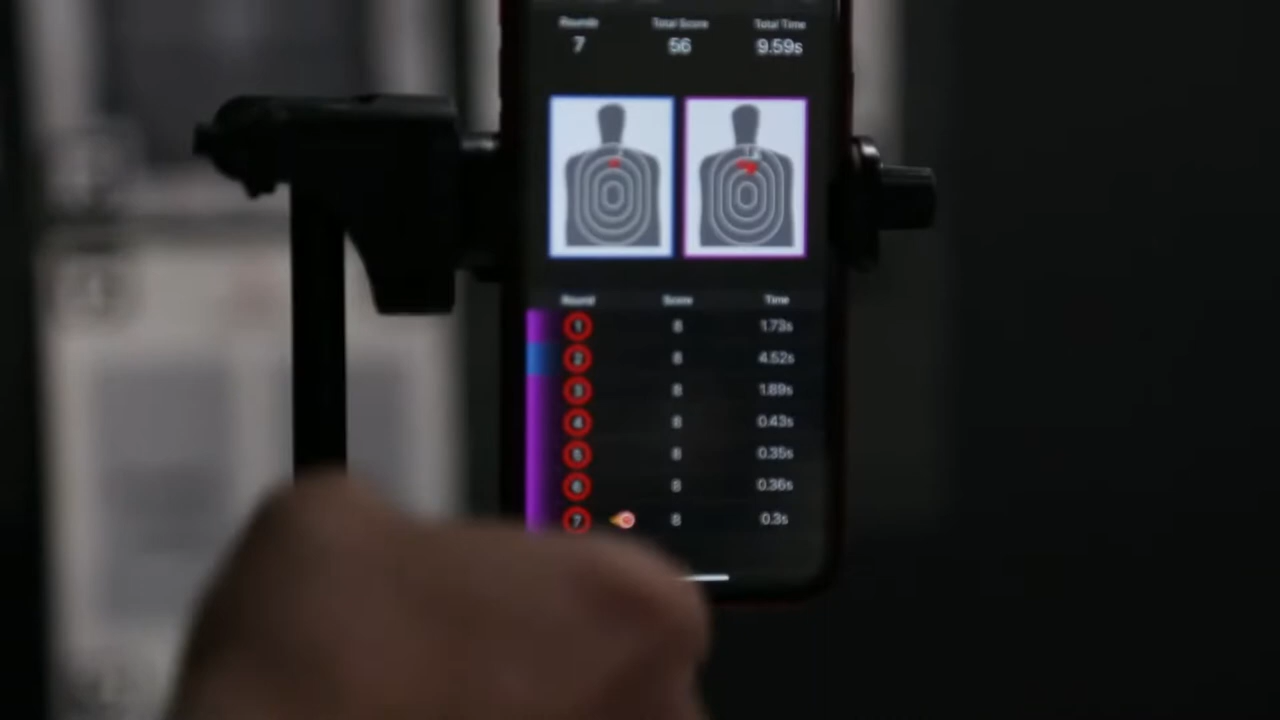 Rounds Total Score Total Time
7 56 9.59s
Round Score Time
1 8 1.73s
2 8 4.52s
3 8 1.89s
4 8 0.43s
5 8 0.35s
6 8 0.36s
7 8 0.3s